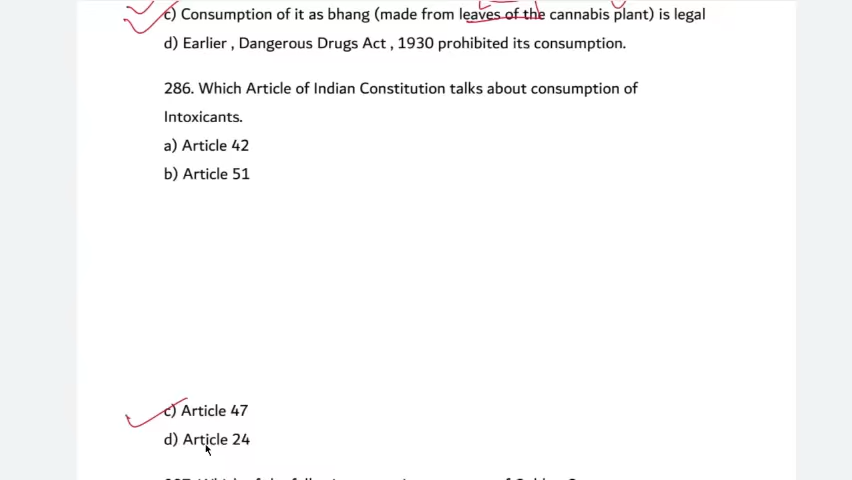 c) Consumption of it as bhang (made from leaves of the cannabis plant) is legal
d) Earlier , Dangerous Drugs Act , 1930 prohibited its consumption.
286. Which Article of Indian Constitution talks about consumption of
Intoxicants.
a) Article 42
b) Article 51
c) Article 47
d) Article 24